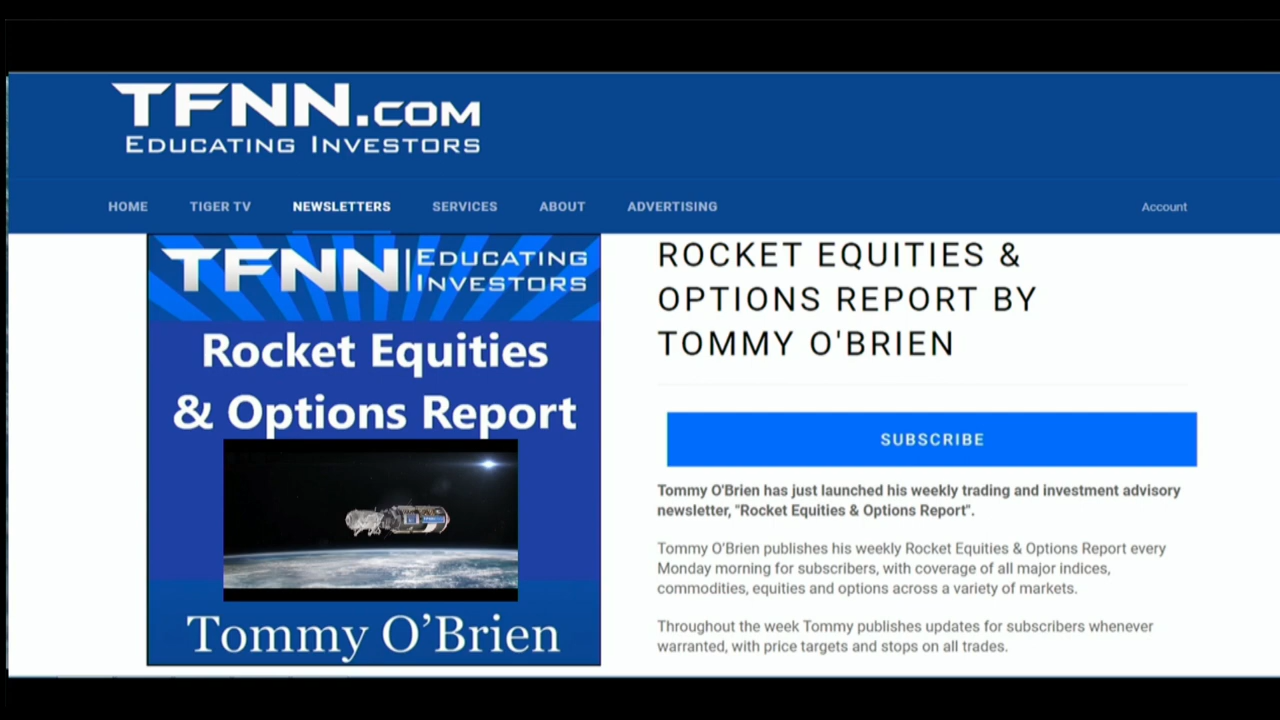 TFNN.COM
EDUCATING INVESTORS
HOME TIGER TV NEWSLETTERS SERVICES ABOUT ADVERTISING Account
TFNN EDUCATING
INVESTORS
Rocket Equities
& Options Report
Tommy O’Brien
ROCKET EQUITIES &
OPTIONS REPORT BY
TOMMY O'BRIEN
SUBSCRIBE
Tommy O'Brien has just launched his weekly trading and investment advisory
newsletter, "Rocket Equities & Options Report".
Tommy O’Brien publishes his weekly Rocket Equities & Options Report every
Monday morning for subscribers, with coverage of all major indices,
commodities, equities and options across a variety of markets.
Throughout the week Tommy publishes updates for subscribers whenever
warranted, with price targets and stops on all trades.